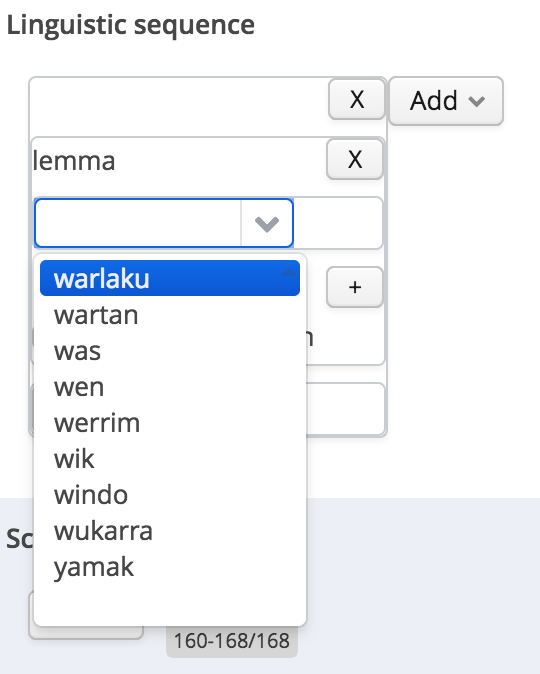 Linguistic sequence
X
Add
lemma
X
warlaku
+
wartan
was
wen
werrim
wik
windo
wukarra
Sc
yamak
160-168/168